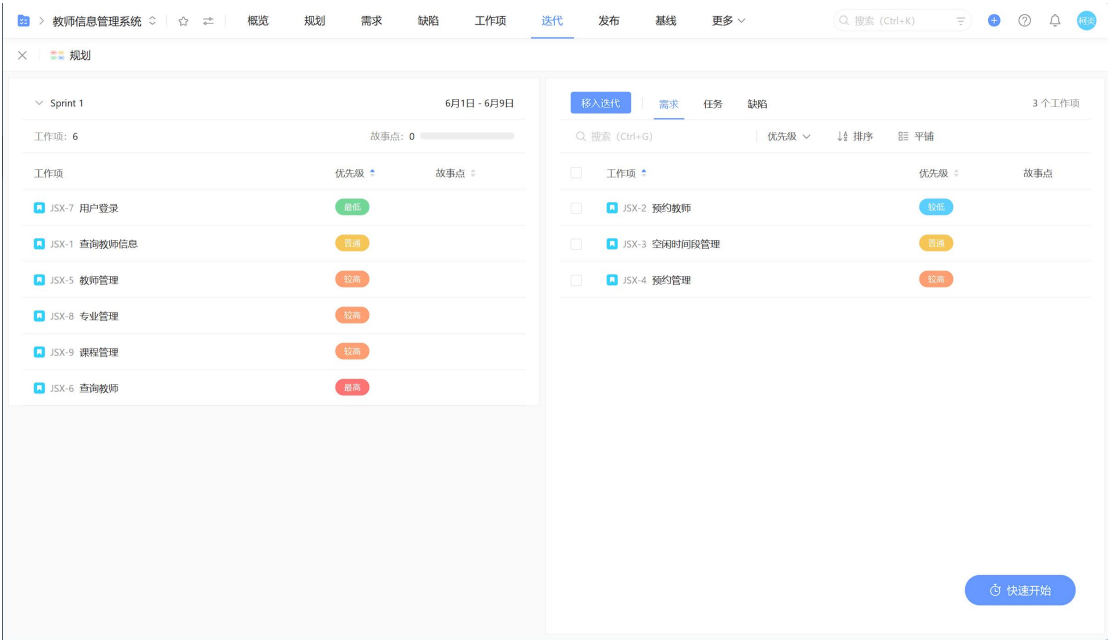 教师信息管理系统 概览 规划 需求 缺陷 工作项 迭代 发布 基线 更多 搜索 (Ctrl+K) 柯淡
规划
Sprint 1 6月1日 - 6月9日
工作项: 6 故事点: 0
工作项 优先级 故事点
JSX-7 用户登录 最低
JSX-1 查询教师信息 普通
JSX-5 教师管理 较高
JSX-8 专业管理 较高
JSX-9 课程管理 较高
JSX-6 查询教师 最高
移入迭代 需求 任务 缺陷 3 个工作项
搜索 (Ctrl+G) 优先级 排序 平铺
工作项 优先级 故事点
JSX-2 预约教师 较低
JSX-3 空闲时间段管理 普通
JSX-4 预约管理 较高
快速开始